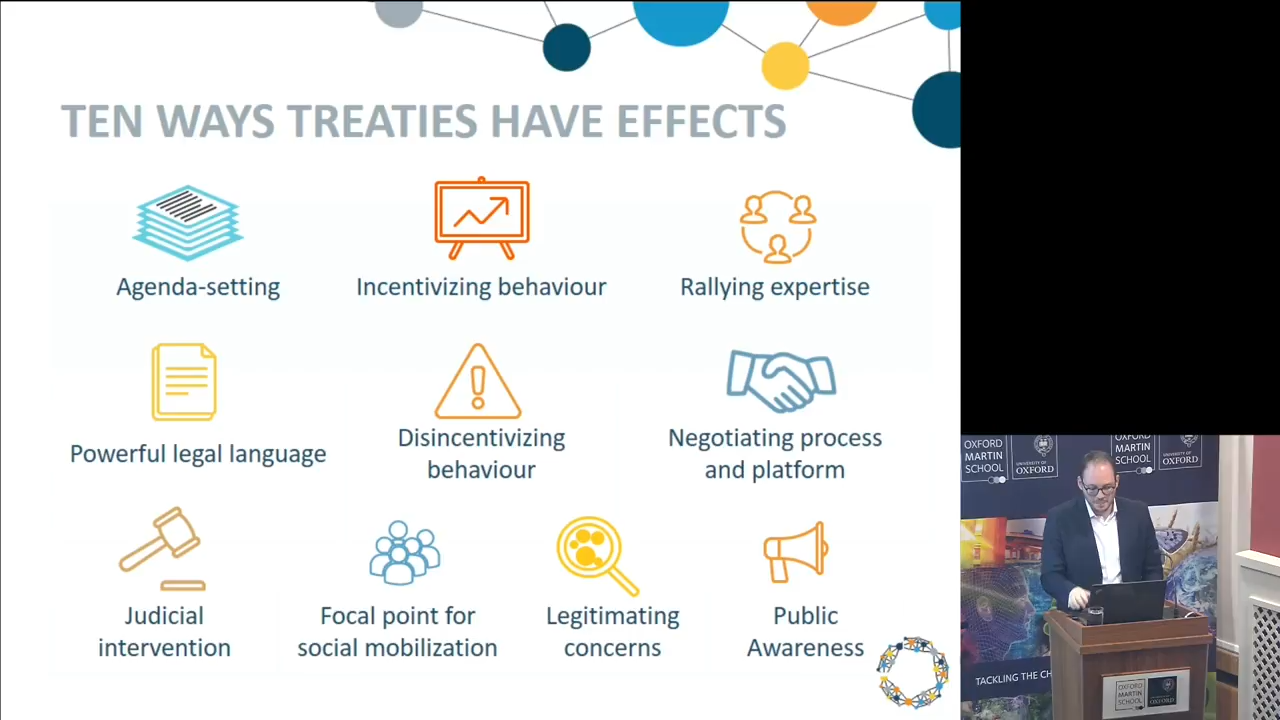 TEN WAYS TREATIES HAVE EFFECTS
Agenda-setting
Incentivizing behaviour
Rallying expertise
Powerful legal language
Disincentivizing
behaviour
Negotiating process
and platform
Judicial
intervention
Focal point for
social mobilization
Legitimating
concerns
Public
Awareness
OXFORD
MARTIN
SCHOOL
UNIVERSITY OF
OXFORD
OXFORD
MARTIN
SCHOOL
UNIVERSITY OF
OXFORD
TACKLING THE CH
OXFORD
MARTIN
SCHOOL
OXFORD